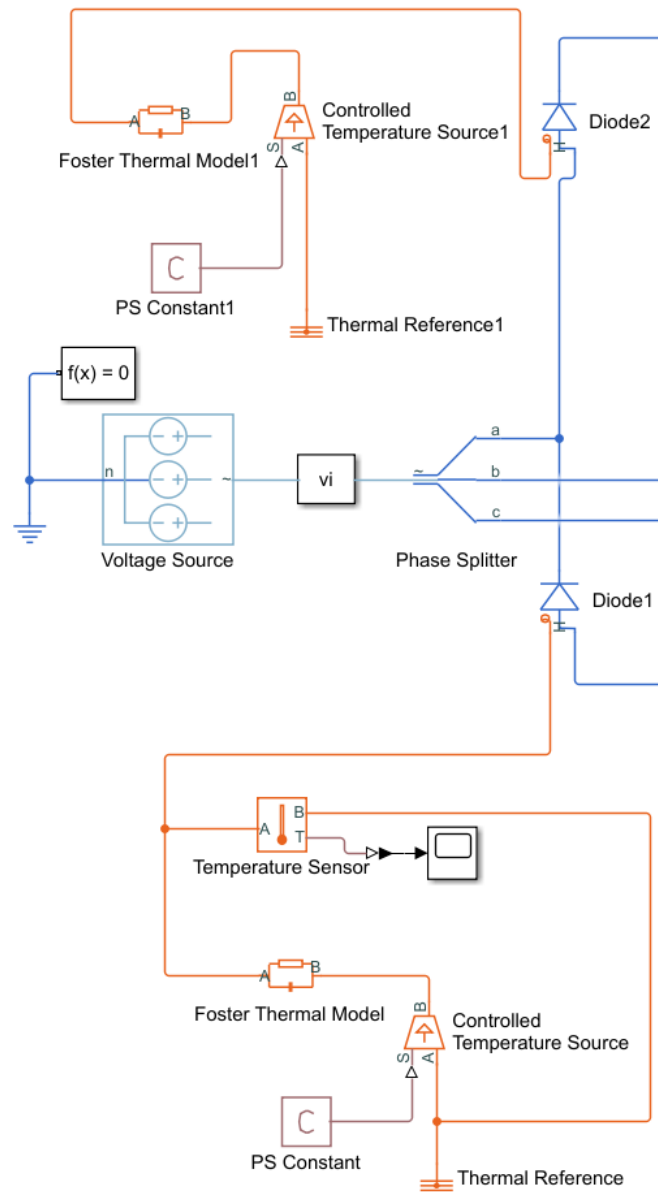 B
A B
Controlled
Temperature Source1
Diode2
S A
H
Foster Thermal Model1
C
PS Constant1
Thermal Reference1
f(x) = 0
a
n
~
vi
~
b
c
Voltage Source
Phase Splitter
Diode1
H
B
A
T
Temperature Sensor
A B
B
Foster Thermal Model
Controlled
Temperature Source
S A
C
PS Constant
Thermal Reference